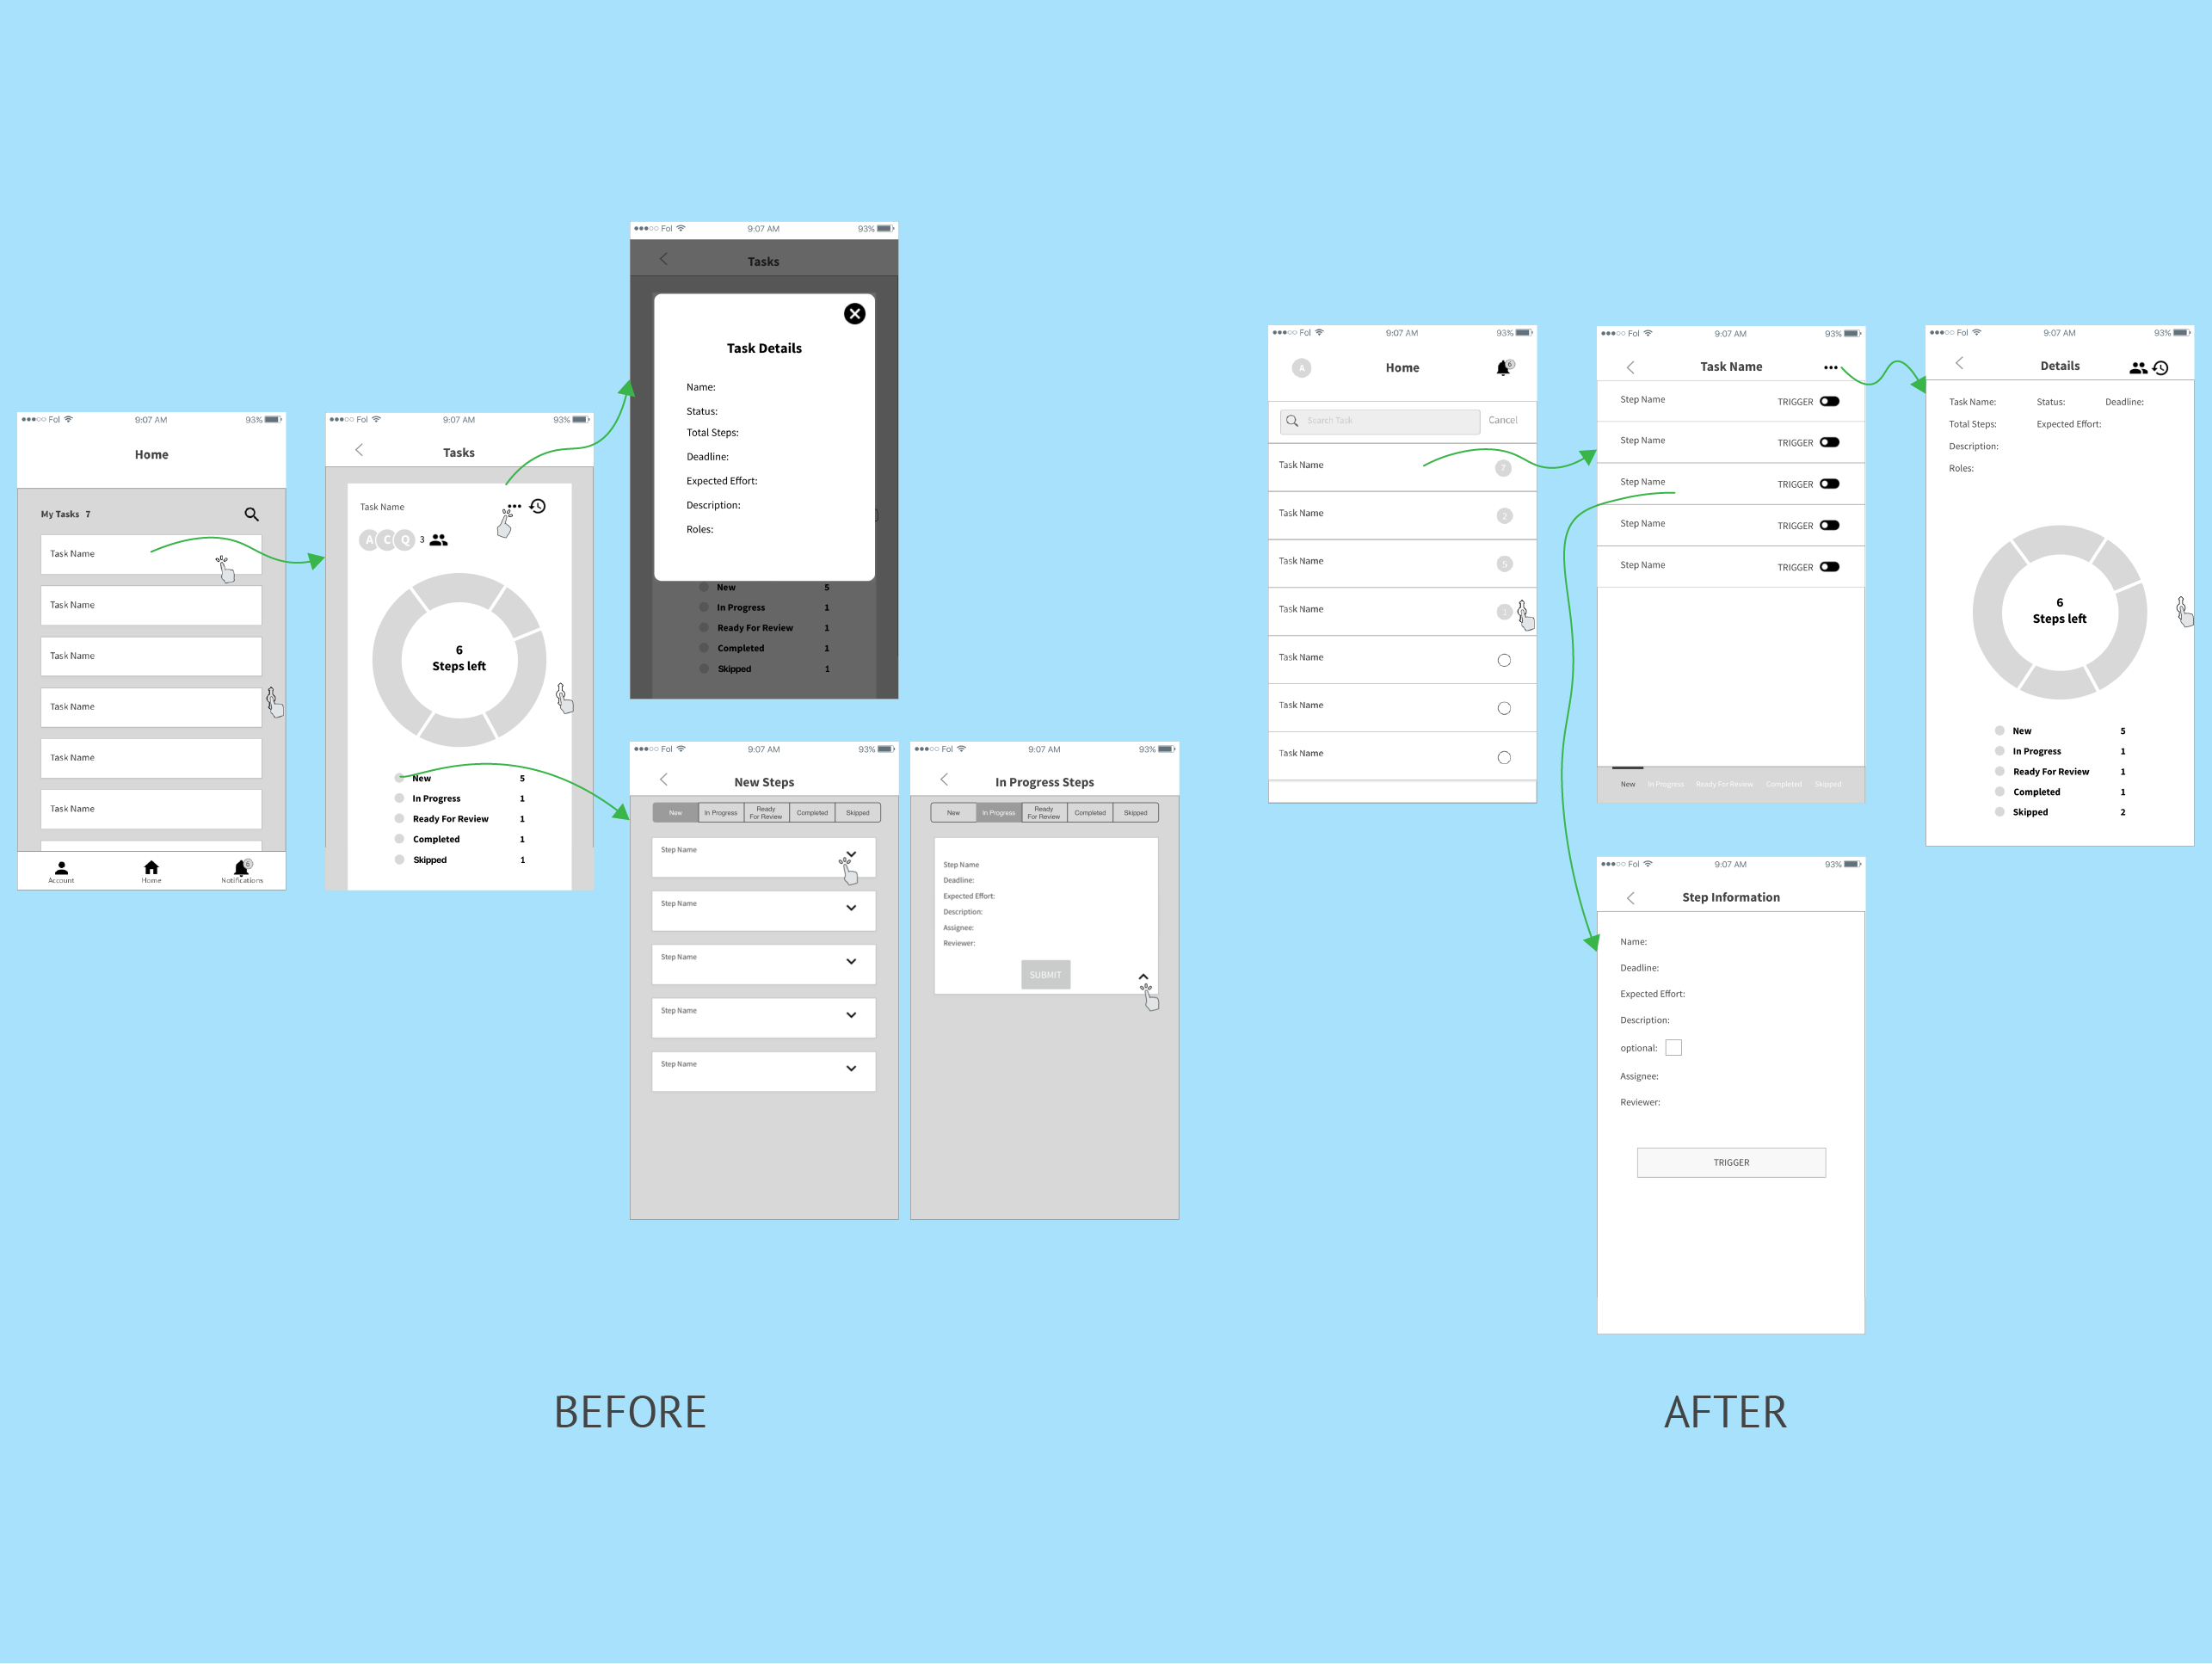 Fol 9:07 AM 93%
Home
My Tasks 7
Task Name
Task Name
Task Name
Task Name
Task Name
Task Name
Account Home Notifications
6
Fol 9:07 AM 93%
Tasks
Task Name
A C Q 3
6
Steps left
New 5
In Progress 1
Ready For Review 1
Completed 1
Skipped 1
Fol 9:07 AM 93%
Tasks
Task Details
Name:
Status:
Total Steps:
Deadline:
Expected Effort:
Description:
Roles:
New 5
In Progress 1
Ready For Review 1
Completed 1
Skipped 1
Fol 9:07 AM 93%
New Steps
New In Progress Ready For Review Completed Skipped
Step Name
Step Name
Step Name
Step Name
Step Name
Fol 9:07 AM 93%
In Progress Steps
New In Progress Ready For Review Completed Skipped
Step Name
Deadline:
Expected Effort:
Description:
Assignee:
Reviewer:
SUBMIT
BEFORE
Fol 9:07 AM 93%
A Home 6
Search Task Cancel
Task Name 7
Task Name 2
Task Name 5
Task Name 1
Task Name
Task Name
Task Name
Fol 9:07 AM 93%
Task Name
Step Name TRIGGER
Step Name TRIGGER
Step Name TRIGGER
Step Name TRIGGER
Step Name TRIGGER
New In Progress Ready For Review Completed Skipped
Fol 9:07 AM 93%
Details
Task Name: Status: Deadline:
Total Steps: Expected Effort:
Description:
Roles:
6
Steps left
New 5
In Progress 1
Ready For Review 1
Completed 1
Skipped 2
Fol 9:07 AM 93%
Step Information
Name:
Deadline:
Expected Effort:
Description:
optional:
Assignee:
Reviewer:
TRIGGER
AFTER